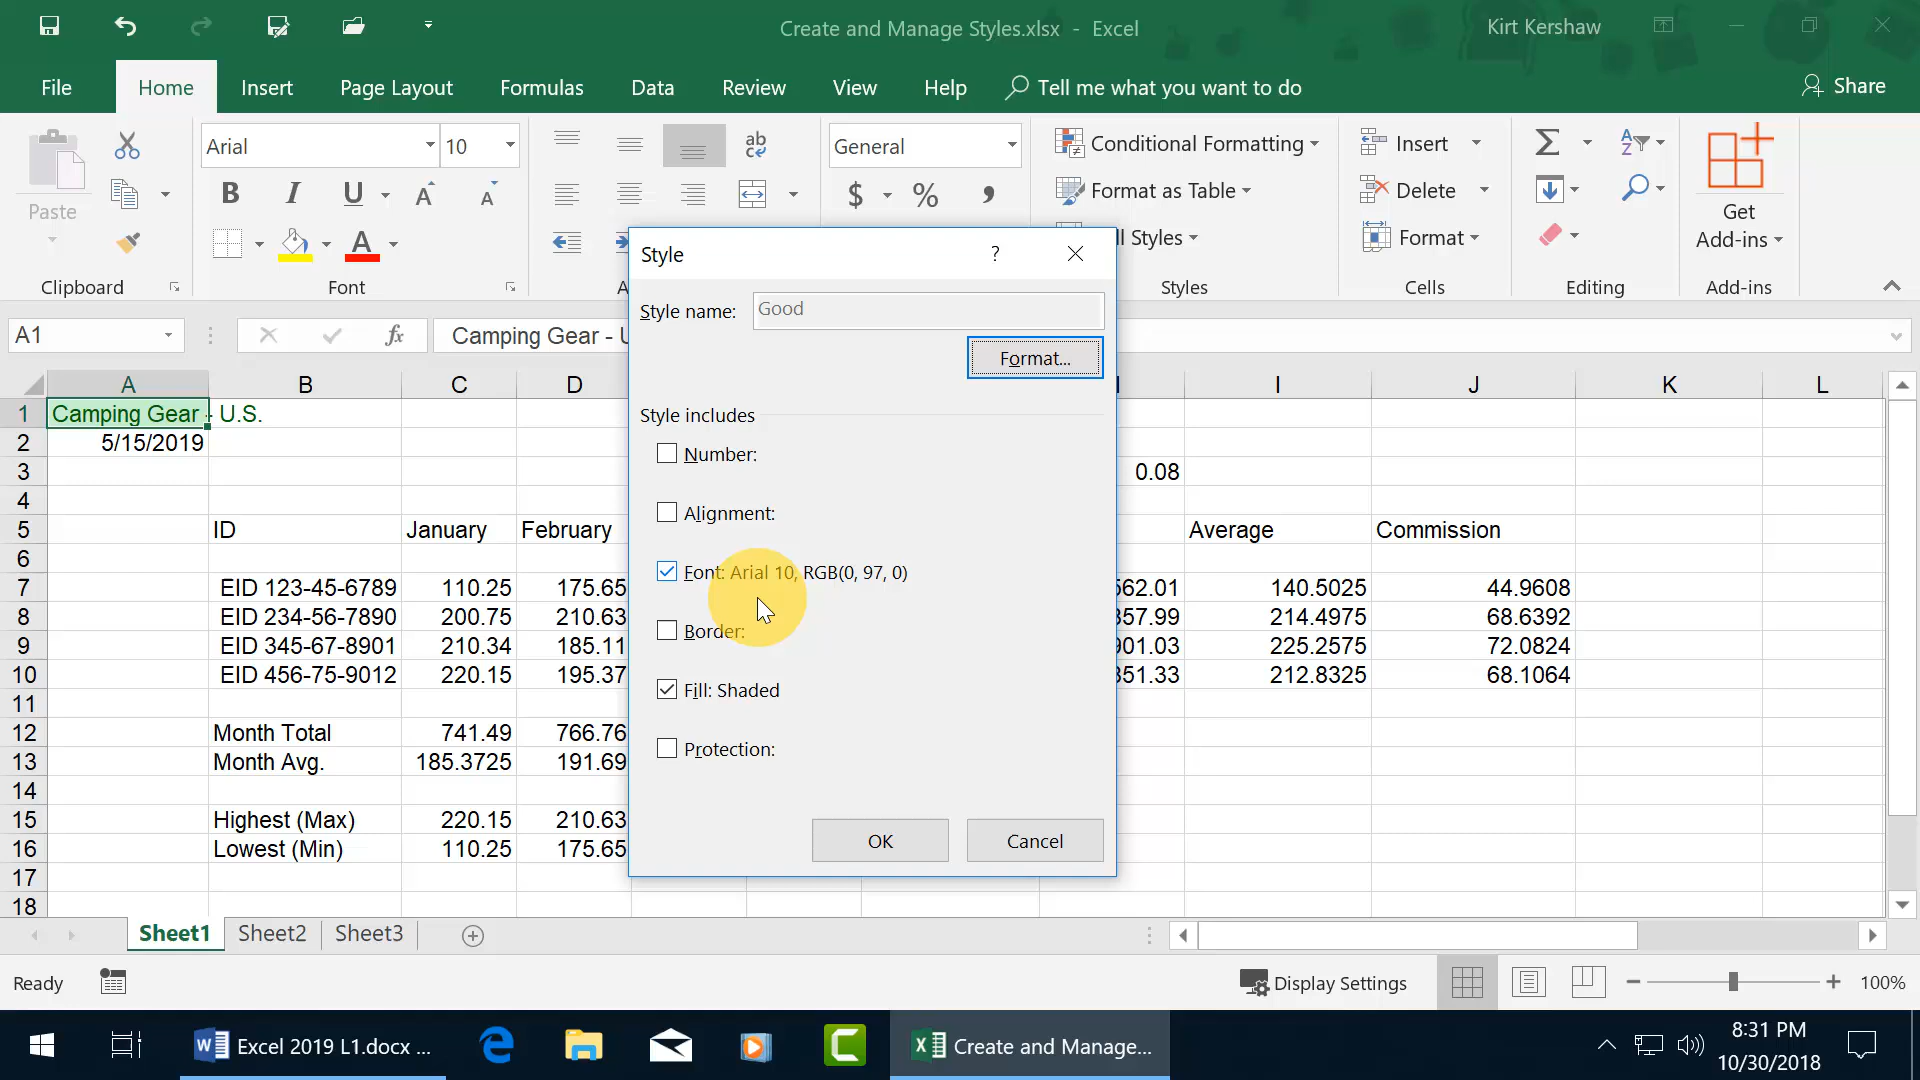 Create and Manage Styles.xlsx - Excel
Kirt Kershaw
File Home Insert Page Layout Formulas Data Review View Help Tell me what you want to do Share
Paste
Clipboard
Arial 10
B I U A A
A
Font
ab c
General
$ % ,
Conditional Formatting
Format as Table
Styles
Styles
Insert
Delete
Format
Cells
Σ A Z
Editing
Get Add-ins
Add-ins
A1 fx Camping Gear -
A B C D I J K L
1 Camping Gear - U.S.
2 5/15/2019
3 0.08
4
5 ID January February Average Commission
6
7 EID 123-45-6789 110.25 175.65 562.01 140.5025 44.9608
8 EID 234-56-7890 200.75 210.63 857.99 214.4975 68.6392
9 EID 345-67-8901 210.34 185.11 901.03 225.2575 72.0824
10 EID 456-75-9012 220.15 195.37 851.33 212.8325 68.1064
11
12 Month Total 741.49 766.76
13 Month Avg. 185.3725 191.69
14
15 Highest (Max) 220.15 210.63
16 Lowest (Min) 110.25 175.65
17
18
Style ?
Style name: Good
Format...
Style includes
Number:
Alignment:
Font: Arial 10, RGB(0, 97, 0)
Border:
Fill: Shaded
Protection:
OK Cancel
Sheet1 Sheet2 Sheet3
Ready Display Settings 100%
Excel 2019 L1.docx ... Create and Manage...
8:31 PM
10/30/2018